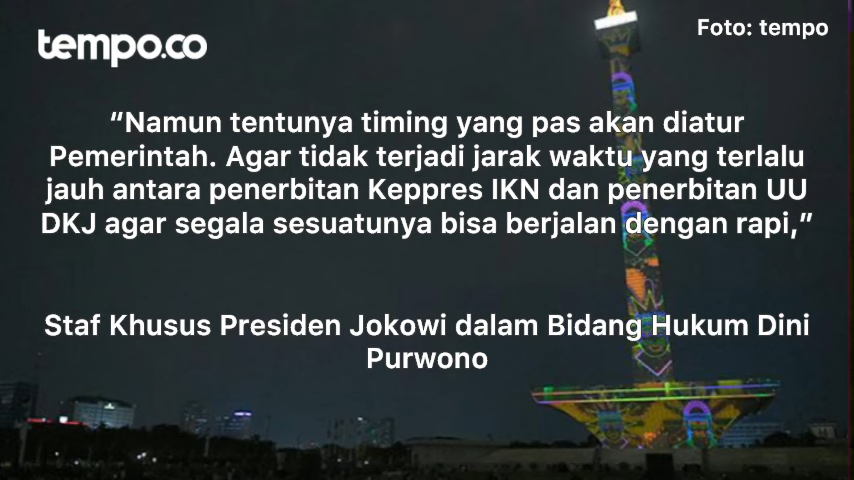 Foto: tempo
tempo.co
“Namun tentunya timing yang pas akan diatur
Pemerintah. Agar tidak terjadi jarak waktu yang terlalu
jauh antara penerbitan Keppres IKN dan penerbitan UU
DKJ agar segala sesuatunya bisa berjalan dengan rapi,”
Staf Khusus Presiden Jokowi dalam Bidang Hukum Dini
Purwono